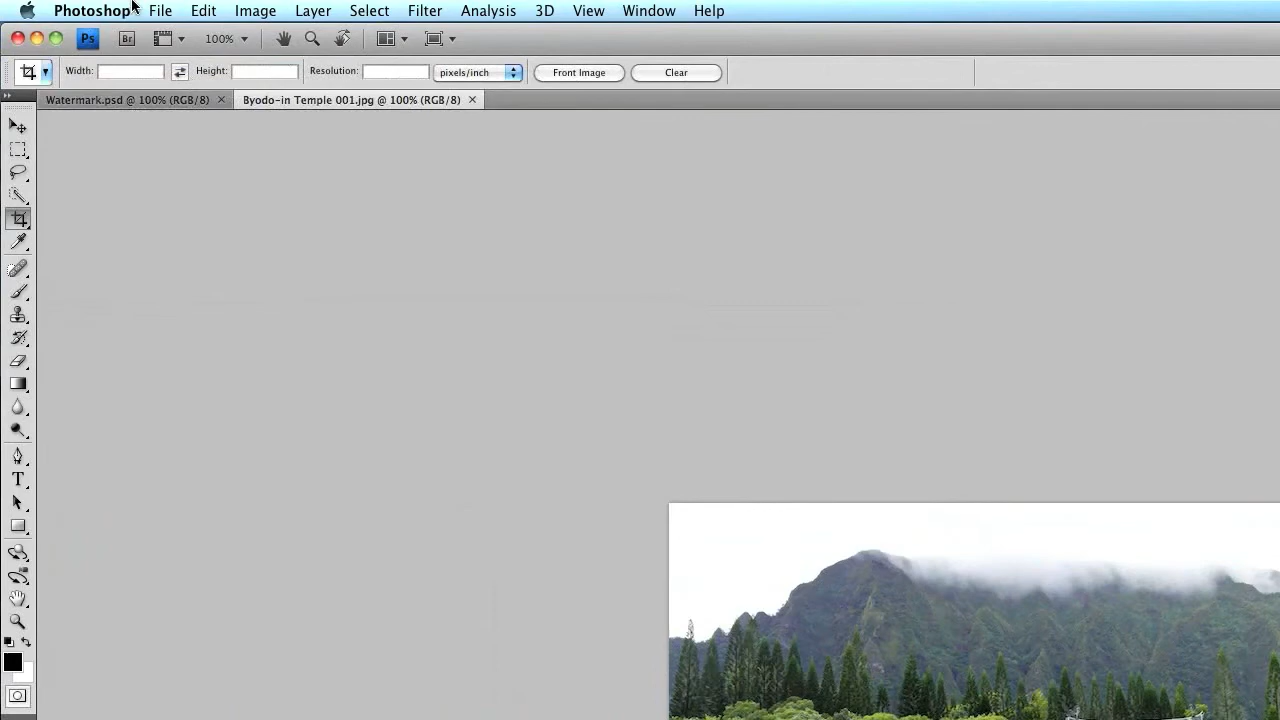 Photoshop File Edit Image Layer Select Filter Analysis 3D View Window Help
Ps Br 100%
Width: Height: Resolution: pixels/inch Front Image Clear
Watermark.psd @ 100% (RGB/8) Byodo-in Temple 001.jpg @ 100% (RGB/8)
T